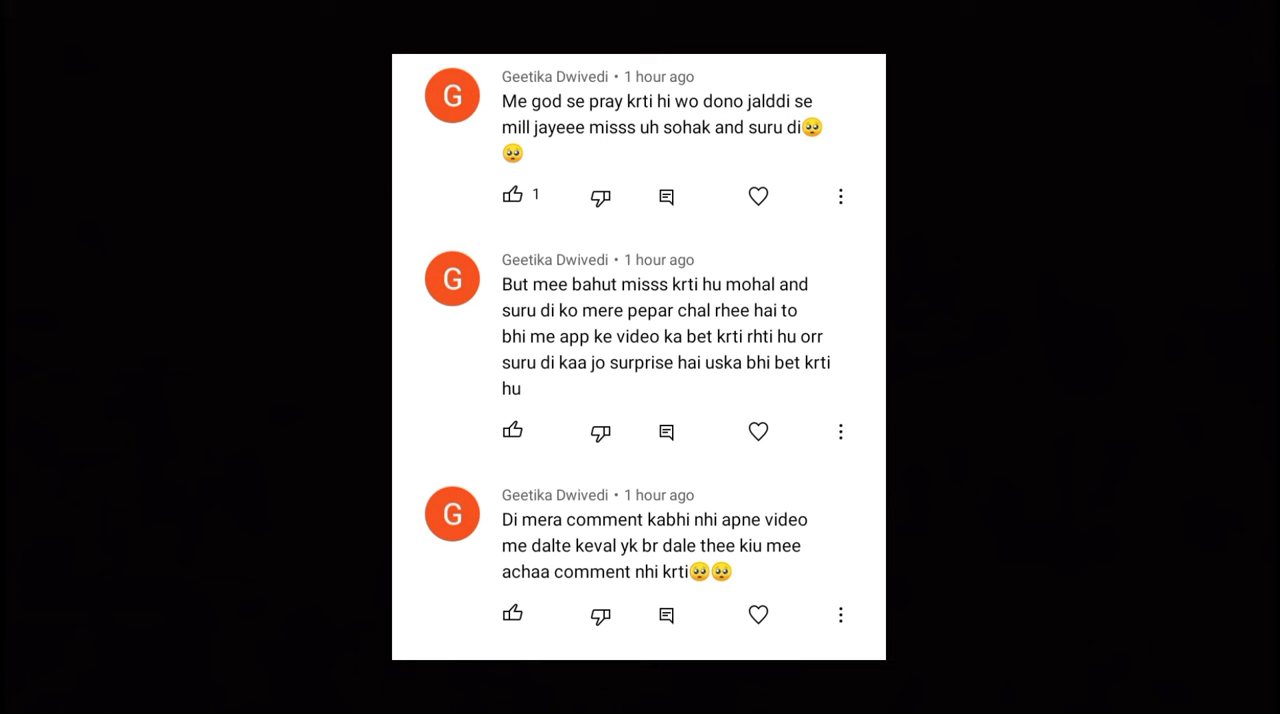 G
Geetika Dwivedi • 1 hour ago
Me god se pray krti hi wo dono jalddi se
mill jayeee misss uh sohak and suru di🥺
🥺
1
G
Geetika Dwivedi • 1 hour ago
But mee bahut misss krti hu mohal and
suru di ko mere pepar chal rhee hai to
bhi me app ke video ka bet krti rhti hu orr
suru di kaa jo surprise hai uska bhi bet krti
hu
G
Geetika Dwivedi • 1 hour ago
Di mera comment kabhi nhi apne video
me dalte keval yk br dale thee kiu mee
achaa comment nhi krti🥺🥺